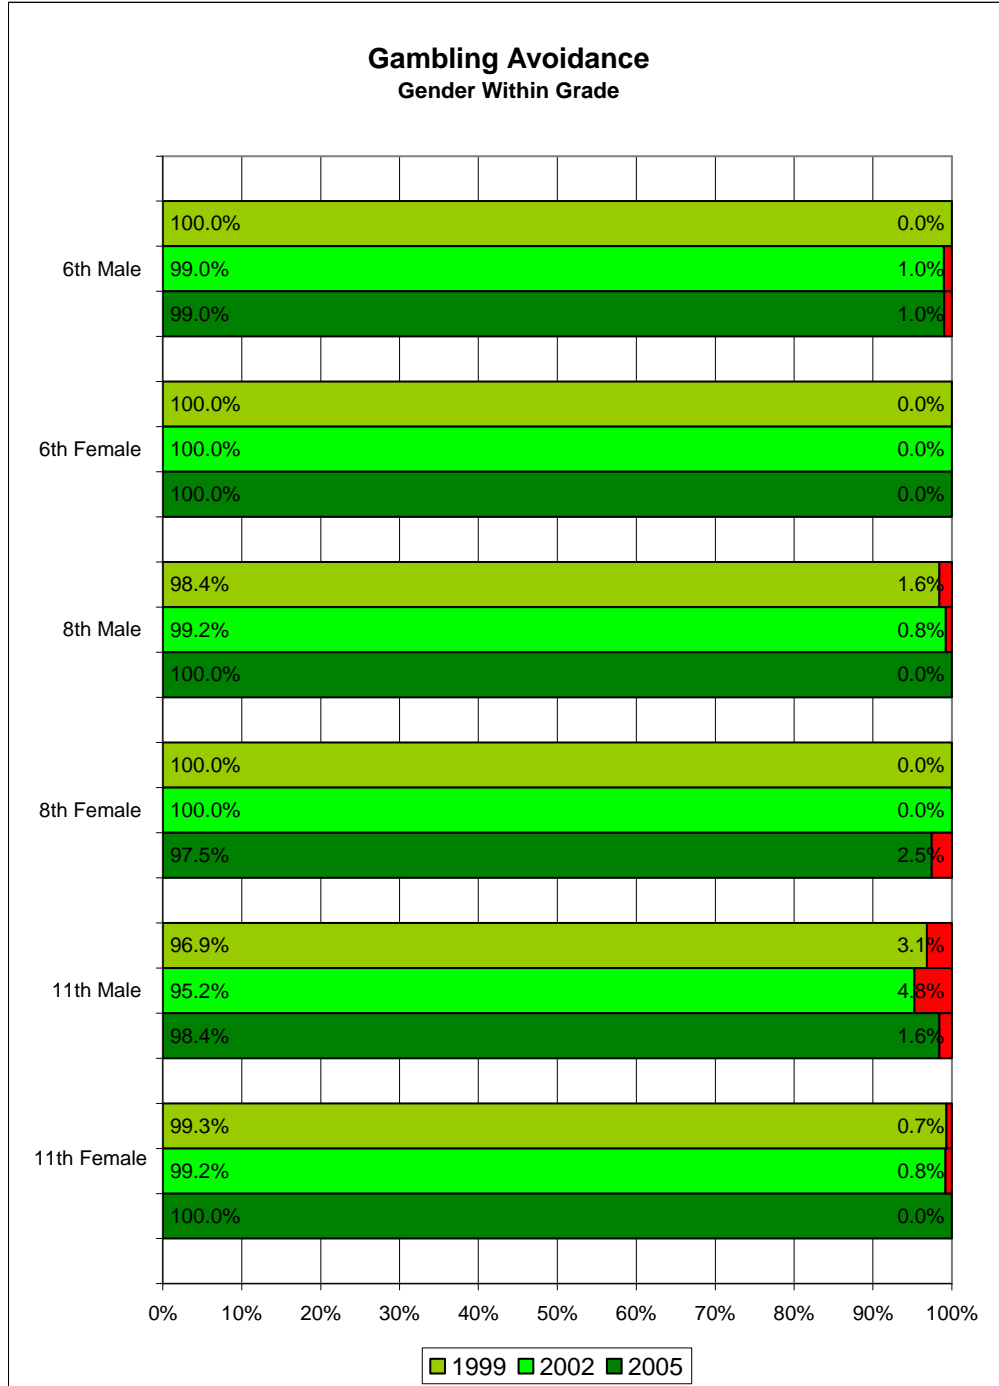 Gambling Avoidance
Gender Within Grade
100.0% 0.0%
6th Male 99.0% 1.0%
99.0% 1.0%
100.0% 0.0%
6th Female 100.0% 0.0%
100.0% 0.0%
98.4% 1.6%
8th Male 99.2% 0.8%
100.0% 0.0%
100.0% 0.0%
8th Female 100.0% 0.0%
97.5% 2.5%
96.9% 3.1%
11th Male 95.2% 4.8%
98.4% 1.6%
99.3% 0.7%
11th Female 99.2% 0.8%
100.0% 0.0%
0% 10% 20% 30% 40% 50% 60% 70% 80% 90% 100%
1999 2002 2005